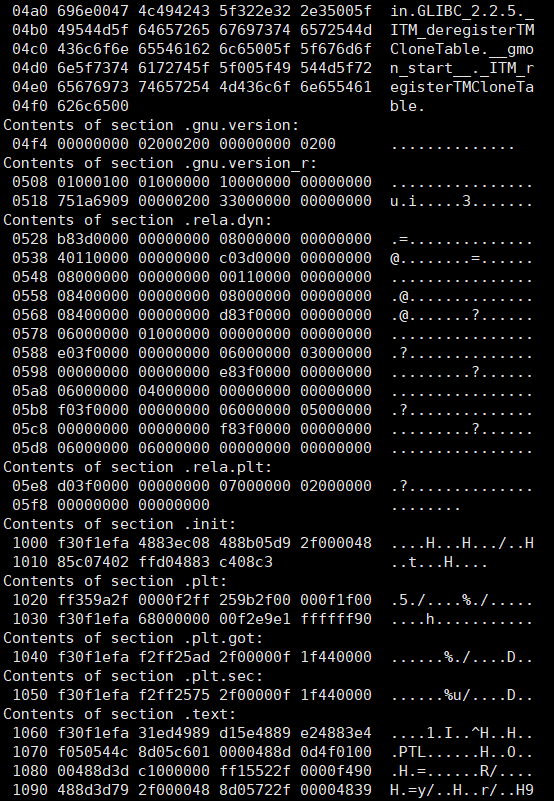 04a0 696e0047 4c494243 5f322e32 2e35005f in.GLIBC_2.2.5._
04b0 49544d5f 64657265 67697374 6572544d ITM_deregisterTM
04c0 436c6f6e 65546162 6c65005f 5f676d6f CloneTable.__gmo
04d0 6e5f7374 6172745f 5f005f49 544d5f72 n_start__._ITM_r
04e0 65676973 74657254 4d436c6f 6e655461 egisterTMCloneTa
04f0 626c6500 ble.
Contents of section .gnu.version:
04f4 00000000 02000200 00000000 0200 ..............
Contents of section .gnu.version_r:
0508 01000100 01000000 10000000 00000000 ................
0518 751a6909 00000200 33000000 00000000 u.i.....3.......
Contents of section .rela.dyn:
0528 b83d0000 00000000 08000000 00000000 .=..............
0538 40110000 00000000 c03d0000 00000000 @........=......
0548 08000000 00000000 00110000 00000000 ................
0558 08400000 00000000 08000000 00000000 .@..............
0568 08400000 00000000 d83f0000 00000000 .@.......?......
0578 06000000 01000000 00000000 00000000 ................
0588 e03f0000 00000000 06000000 03000000 .?..............
0598 00000000 00000000 e83f0000 00000000 .........?......
05a8 06000000 04000000 00000000 00000000 ................
05b8 f03f0000 00000000 06000000 05000000 .?..............
05c8 00000000 00000000 f83f0000 00000000 .........?......
05d8 06000000 06000000 00000000 00000000 ................
Contents of section .rela.plt:
05e8 d03f0000 00000000 07000000 02000000 .?..............
05f8 00000000 00000000 ........
Contents of section .init:
1000 f30f1efa 4883ec08 488b05d9 2f000048 ....H...H.../..H
1010 85c07402 ffd04883 c408c3 ..t...H....
Contents of section .plt:
1020 ff359a2f 0000f2ff 259b2f00 000f1f00 .5./....%./.....
1030 f30f1efa 68000000 00f2e9e1 ffffff90 ....h...........
Contents of section .plt.got:
1040 f30f1efa f2ff25ad 2f00000f 1f440000 ......%./....D..
Contents of section .plt.sec:
1050 f30f1efa f2ff2575 2f00000f 1f440000 ......%u/....D..
Contents of section .text:
1060 f30f1efa 31ed4989 d15e4889 e24883e4 ....1.I..^H..H..
1070 f050544c 8d05c601 0000488d 0d4f0100 .PTL......H..O..
1080 00488d3d c1000000 ff15522f 0000f490 .H.=......R/....
1090 488d3d79 2f000048 8d05722f 00004839 H.=y/..H..r/..H9